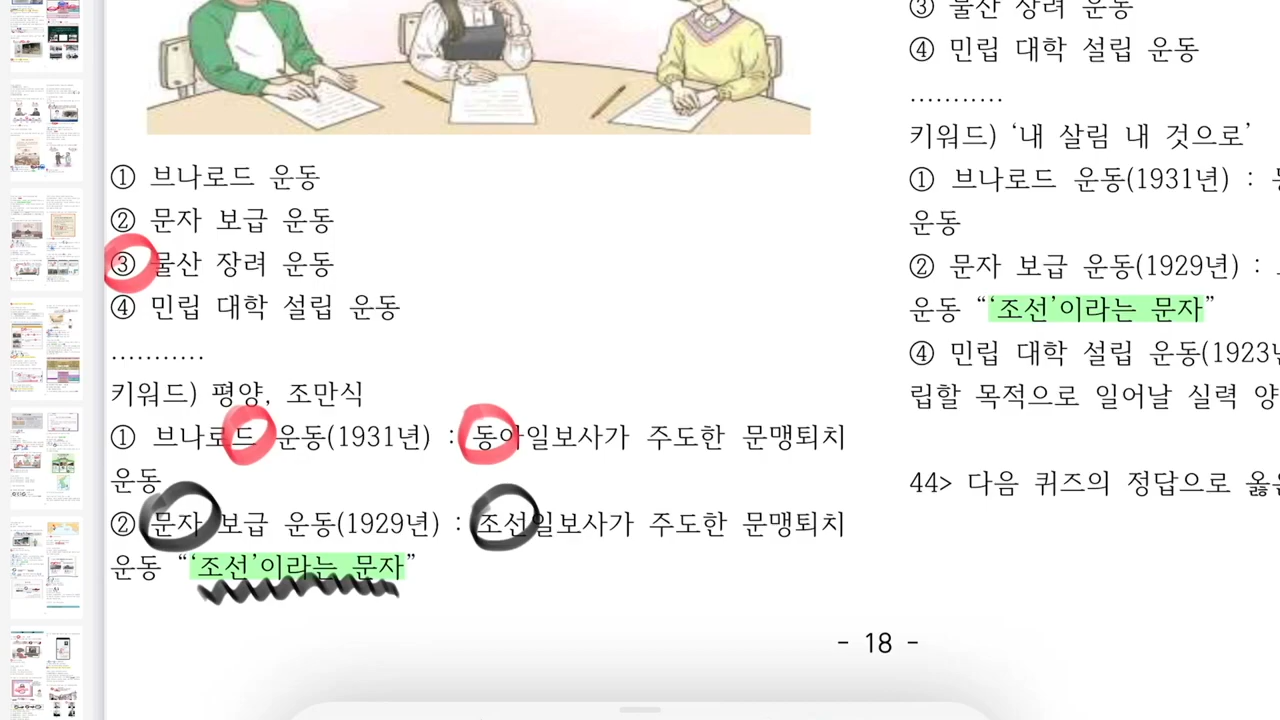 ① 브나로드 운동
② 문자 보급 운동
③ 물산 장려 운동
④ 민립 대학 설립 운동
...........
키워드) 평양, 조만식
① 브나로드 운동(1931년) : 동아일보사가 주도한 문맹퇴치
운동
② 문자 보급 운동(1929년) : 조선일보사가 주도한 문맹퇴치
운동 “‘조선’이라는 문자”
③ 물산 장려 운동
④ 민립 대학 설립 운동
...........
키워드) ‘내 살림 내 것으로’
① 브나로드 운동(1931년) :
운동
② 문자 보급 운동(1929년) :
운동 “‘조선’이라는 문자”
④ 민립 대학 설립 운동(1923
립할 목적으로 일어날 실력 양
44> 다음 퀴즈의 정답으로 옳은
- 18 -